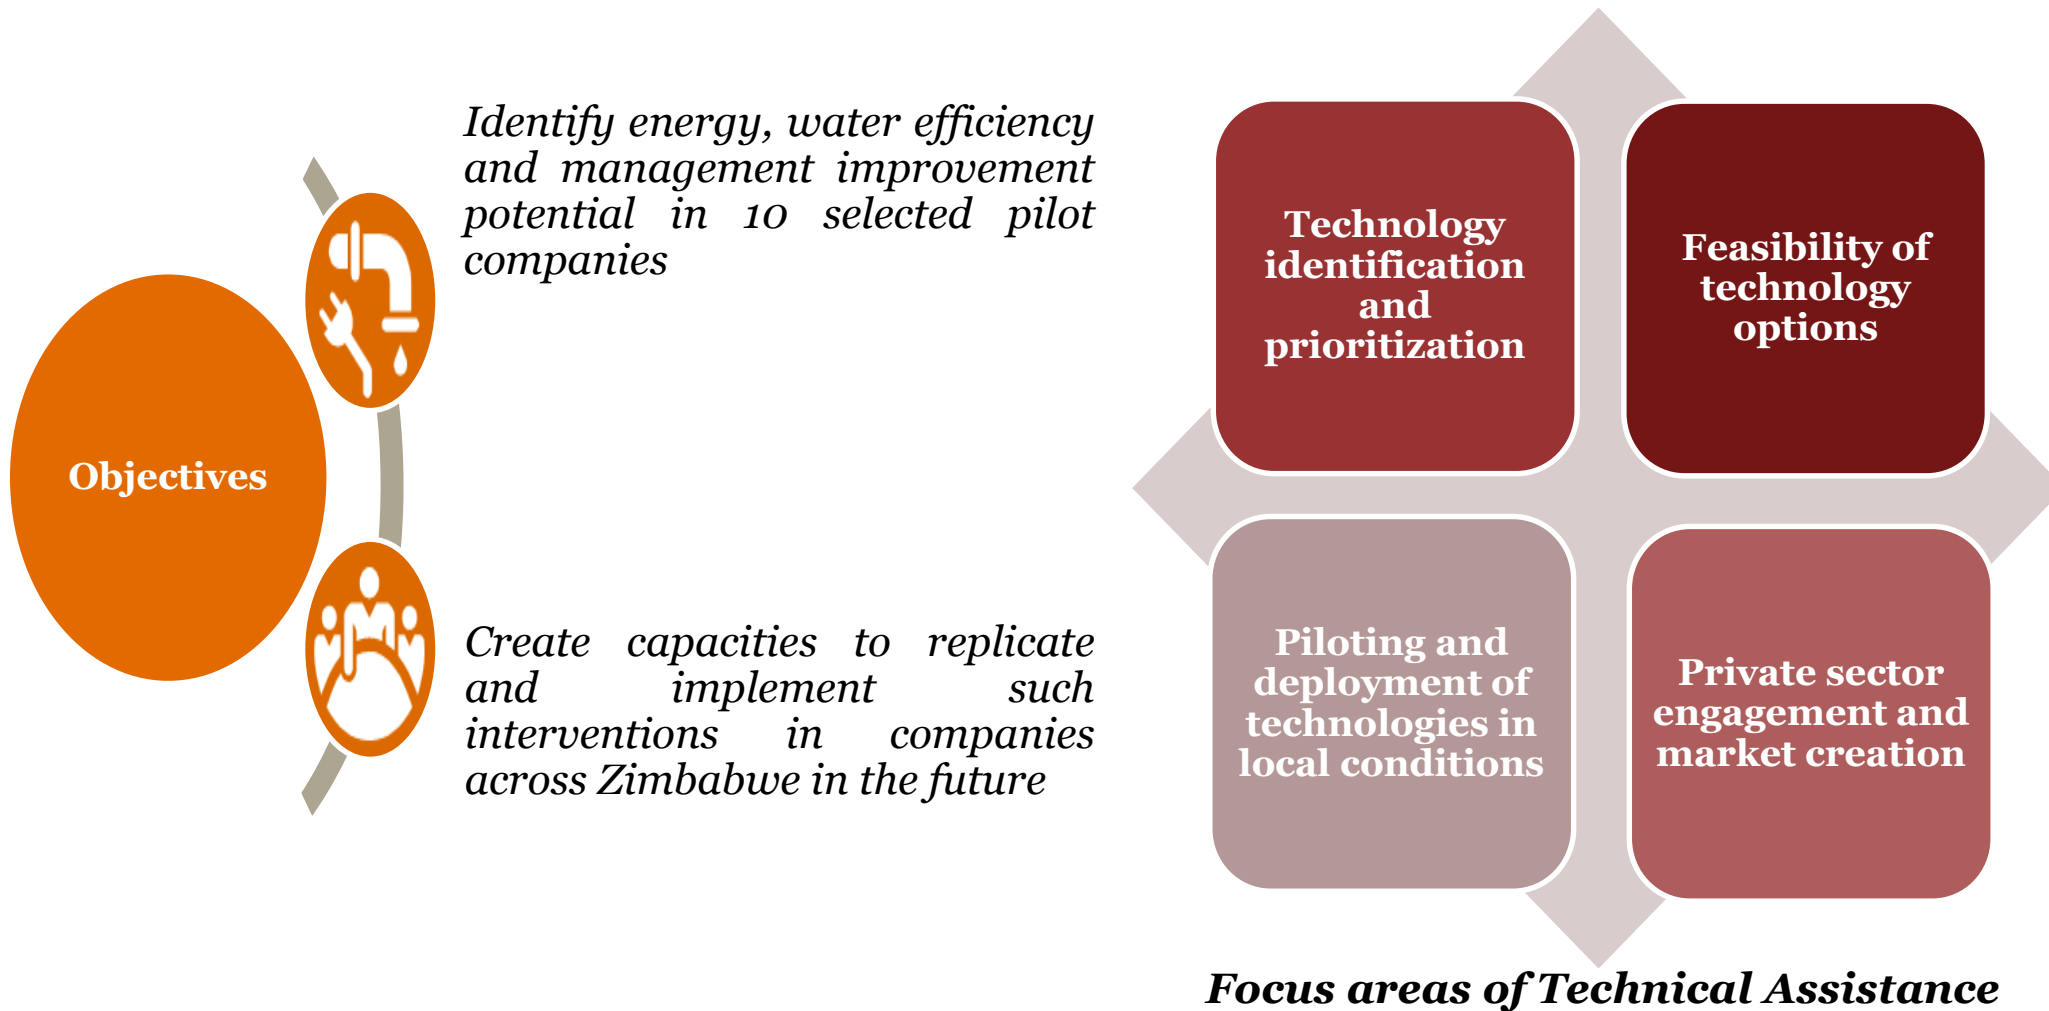 Objectives
Identify energy, water efficiency
and management improvement
potential in 10 selected pilot
companies
Create capacities to replicate
and implement such
interventions in companies
across Zimbabwe in the future
Technology
identification
and
prioritization
Feasibility of
technology
options
Piloting and
deployment of
technologies in
local conditions
Private sector
engagement and
market creation
Focus areas of Technical Assistance